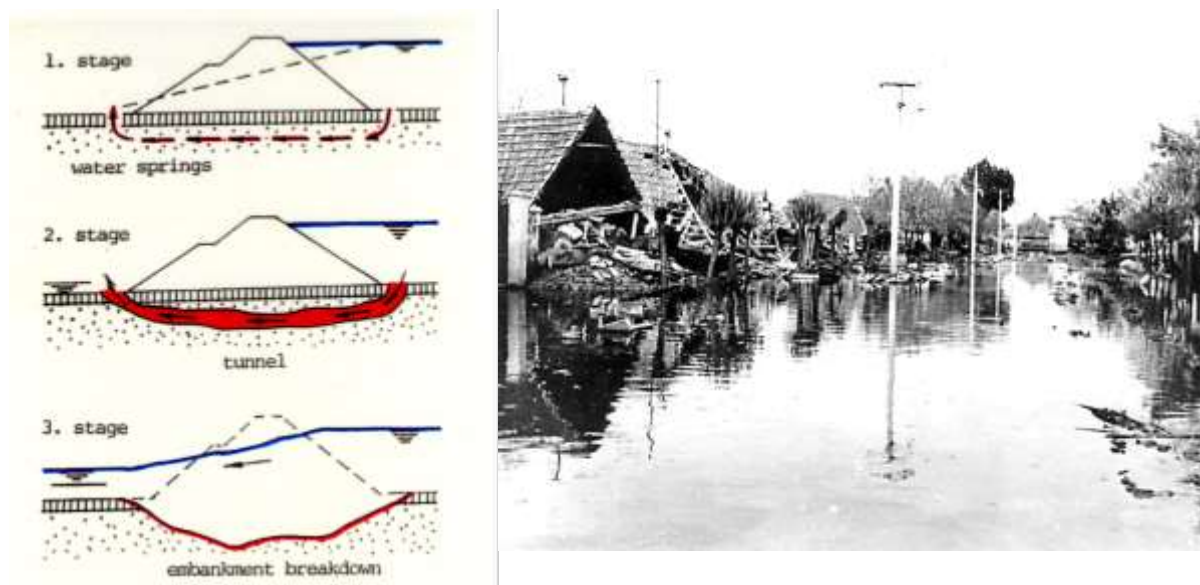 1. stage
water springs
2. stage
tunnel
3. stage
embankment breakdown